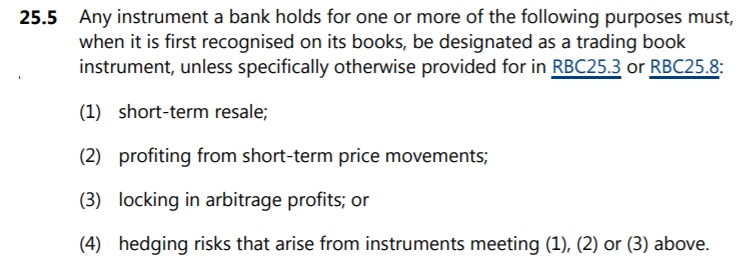 25.5 Any instrument a bank holds for one or more of the following purposes must,
when it is first recognised on its books, be designated as a trading book
instrument, unless specifically otherwise provided for in RBC25.3 or RBC25.8:
(1) short-term resale;
(2) profiting from short-term price movements;
(3) locking in arbitrage profits; or
(4) hedging risks that arise from instruments meeting (1), (2) or (3) above.